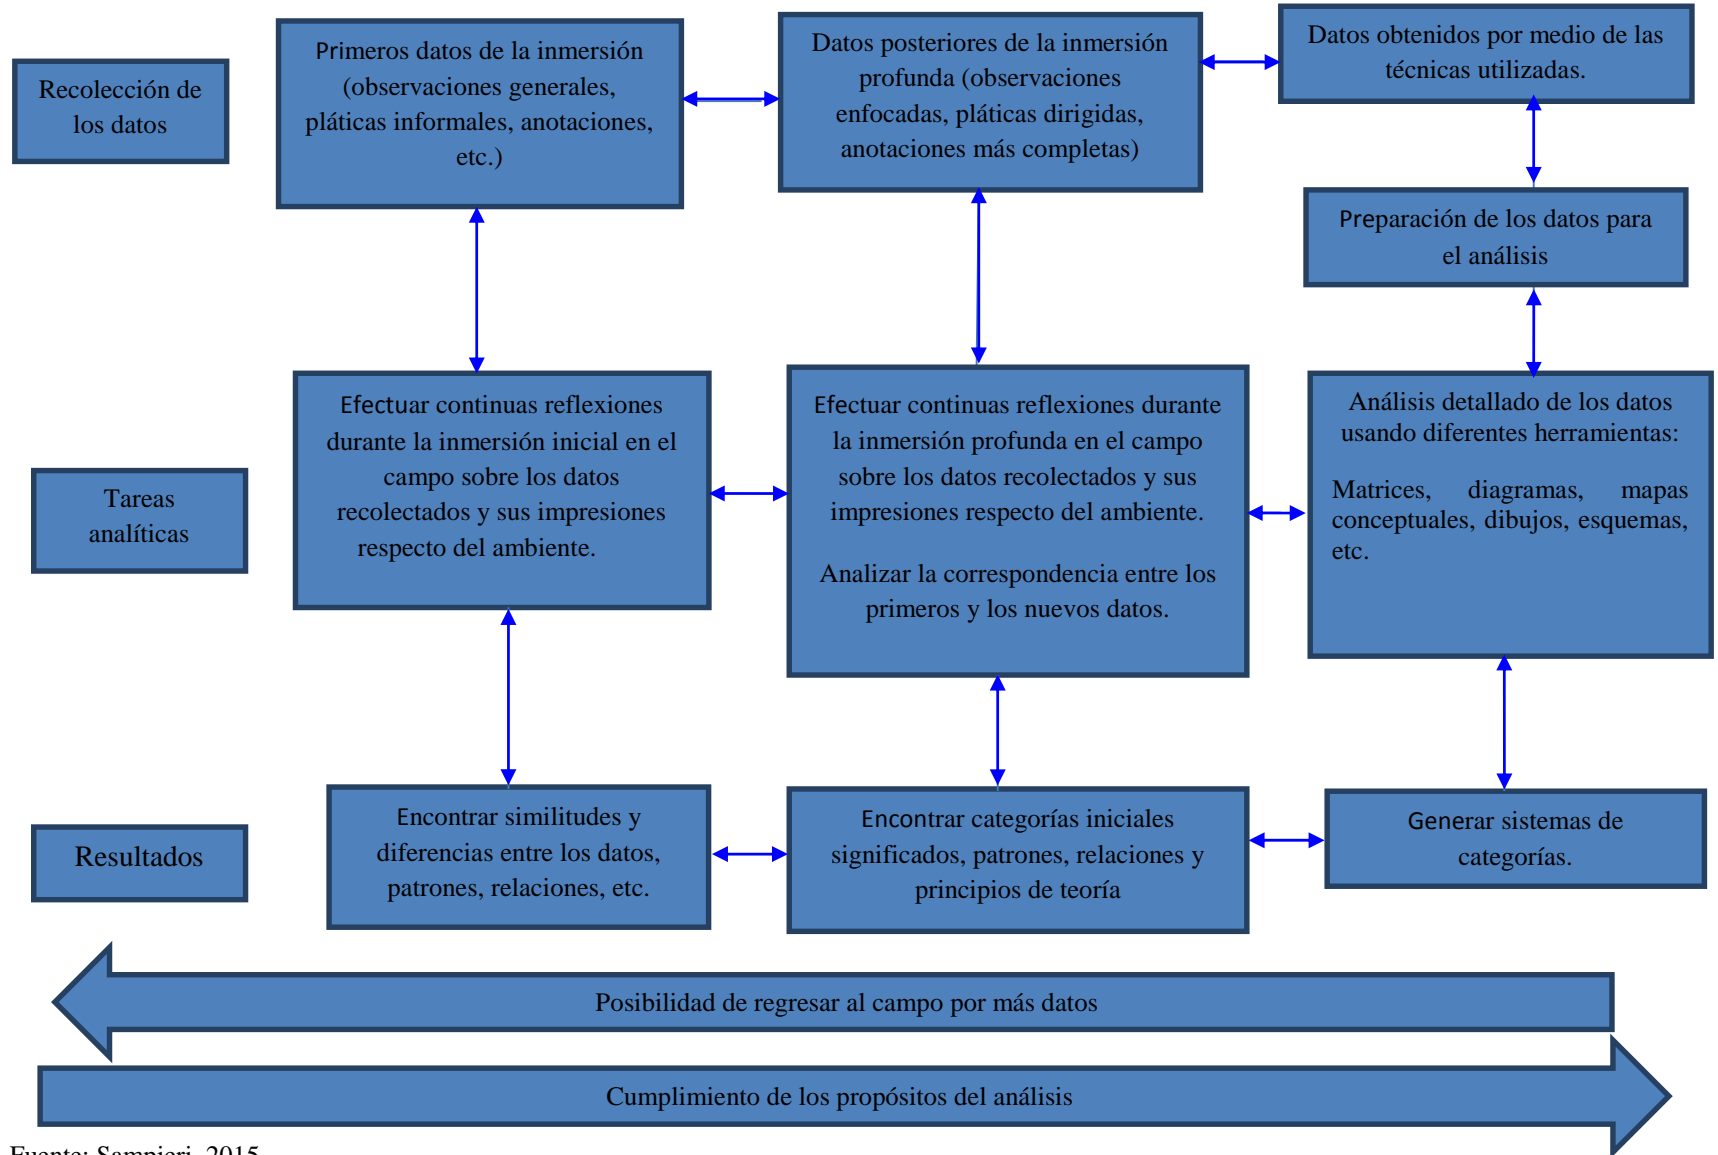 Recolección de
los datos
Primeros datos de la inmersión
(observaciones generales,
pláticas informales, anotaciones,
etc.)
Datos posteriores de la inmersión
profunda (observaciones
enfocadas, pláticas dirigidas,
anotaciones más completas)
Datos obtenidos por medio de las
técnicas utilizadas.
Preparación de los datos para
el análisis
Tareas
analíticas
Efectuar continuas reflexiones
durante la inmersión inicial en el
campo sobre los datos
recolectados y sus impresiones
respecto del ambiente.
Efectuar continuas reflexiones durante
la inmersión profunda en el campo
sobre los datos recolectados y sus
impresiones respecto del ambiente.
Analizar la correspondencia entre los
primeros y los nuevos datos.
Análisis detallado de los datos
usando diferentes herramientas:
Matrices, diagramas, mapas
conceptuales, dibujos, esquemas,
etc.
Resultados
Encontrar similitudes y
diferencias entre los datos,
patrones, relaciones, etc.
Encontrar categorías iniciales
significados, patrones, relaciones y
principios de teoría
Generar sistemas de
categorías.
Posibilidad de regresar al campo por más datos
Cumplimiento de los propósitos del análisis
Fuente: Sampieri, 2015